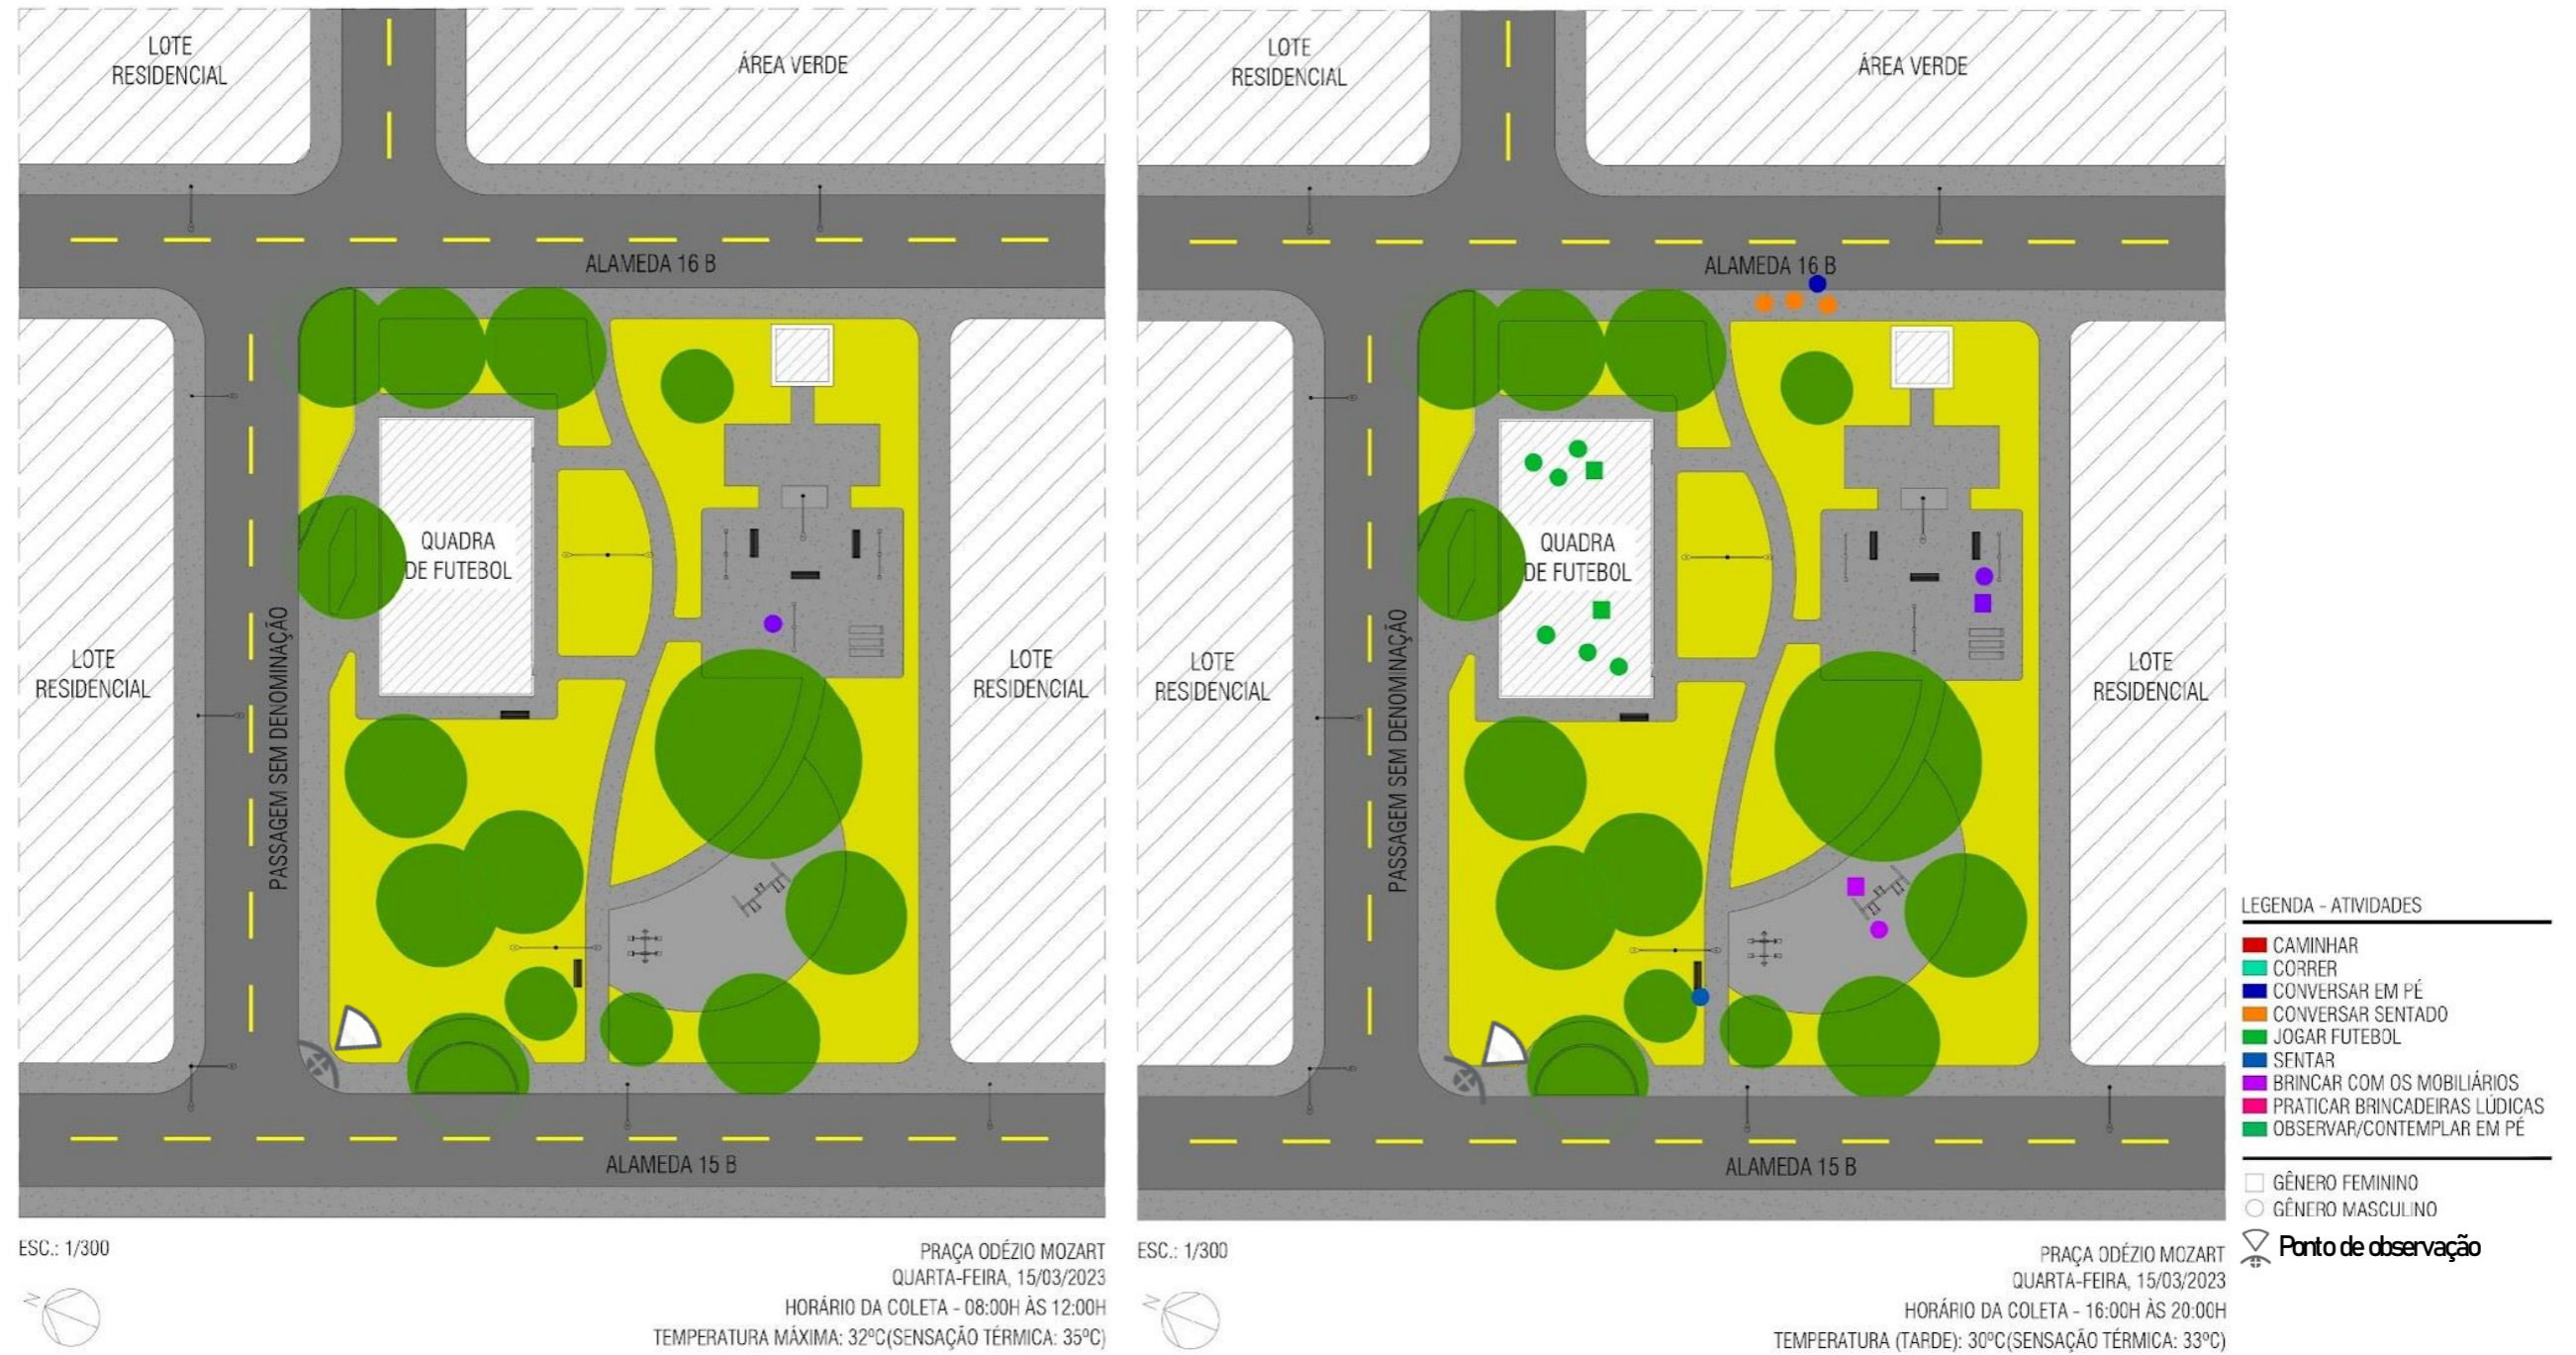 LOTE
RESIDENCIAL
ÁREA VERDE
ALAMEDA 16 B
QUADRA
DE FUTEBOL
PASSAGEM SEM DENOMINAÇÃO
LOTE
RESIDENCIAL
LOTE
RESIDENCIAL
ALAMEDA 15 B
ESC.: 1/300
N
PRAÇA ODÉZIO MOZART
QUARTA-FEIRA, 15/03/2023
HORÁRIO DA COLETA - 08:00H ÀS 12:00H
TEMPERATURA MÁXIMA: 32ºC(SENSAÇÃO TÉRMICA: 35ºC)
LOTE
RESIDENCIAL
ÁREA VERDE
ALAMEDA 16 B
QUADRA
DE FUTEBOL
PASSAGEM SEM DENOMINAÇÃO
LOTE
RESIDENCIAL
LOTE
RESIDENCIAL
ALAMEDA 15 B
ESC.: 1/300
N
PRAÇA ODÉZIO MOZART
QUARTA-FEIRA, 15/03/2023
HORÁRIO DA COLETA - 16:00H ÀS 20:00H
TEMPERATURA (TARDE): 30ºC(SENSAÇÃO TÉRMICA: 33ºC)
LEGENDA - ATIVIDADES
CAMINHAR
CORRER
CONVERSAR EM PÉ
CONVERSAR SENTADO
JOGAR FUTEBOL
SENTAR
BRINCAR COM OS MOBILIÁRIOS
PRATICAR BRINCADEIRAS LÚDICAS
OBSERVAR/CONTEMPLAR EM PÉ
GÊNERO FEMININO
GÊNERO MASCULINO
Ponto de observação